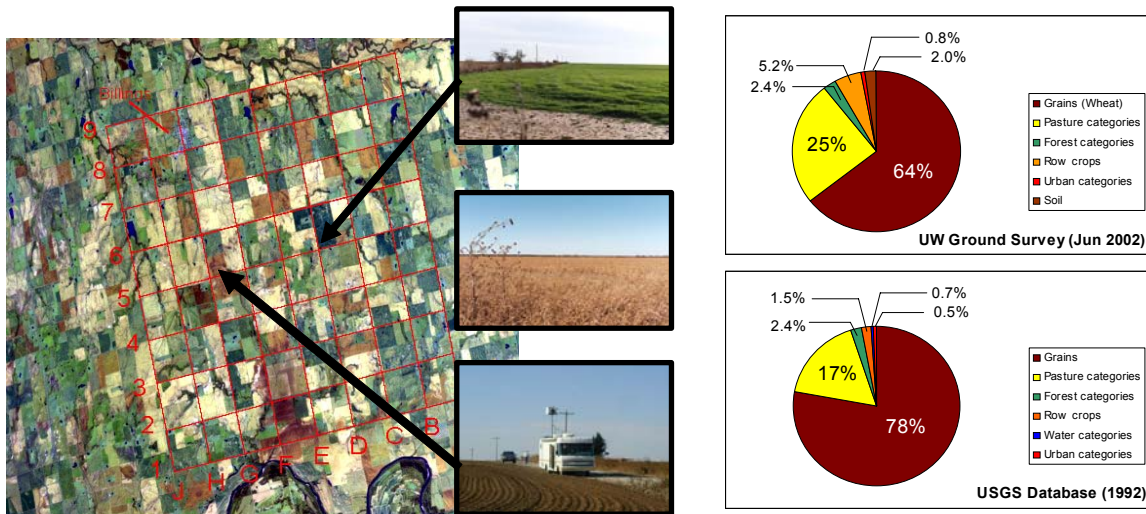 Billings
9
8
7
6
5
4
3
2
1
J
H
G
F
E
D
C
B
0.8%
5.2%
2.0%
2.4%
25%
64%
Grains (Wheat)
Pasture categories
Forest categories
Row crops
Urban categories
Soil
UW Ground Survey (Jun 2002)
1.5%
0.7%
2.4%
0.5%
17%
78%
Grains
Pasture categories
Forest categories
Row crops
Water categories
Urban categories
USGS Database (1992)